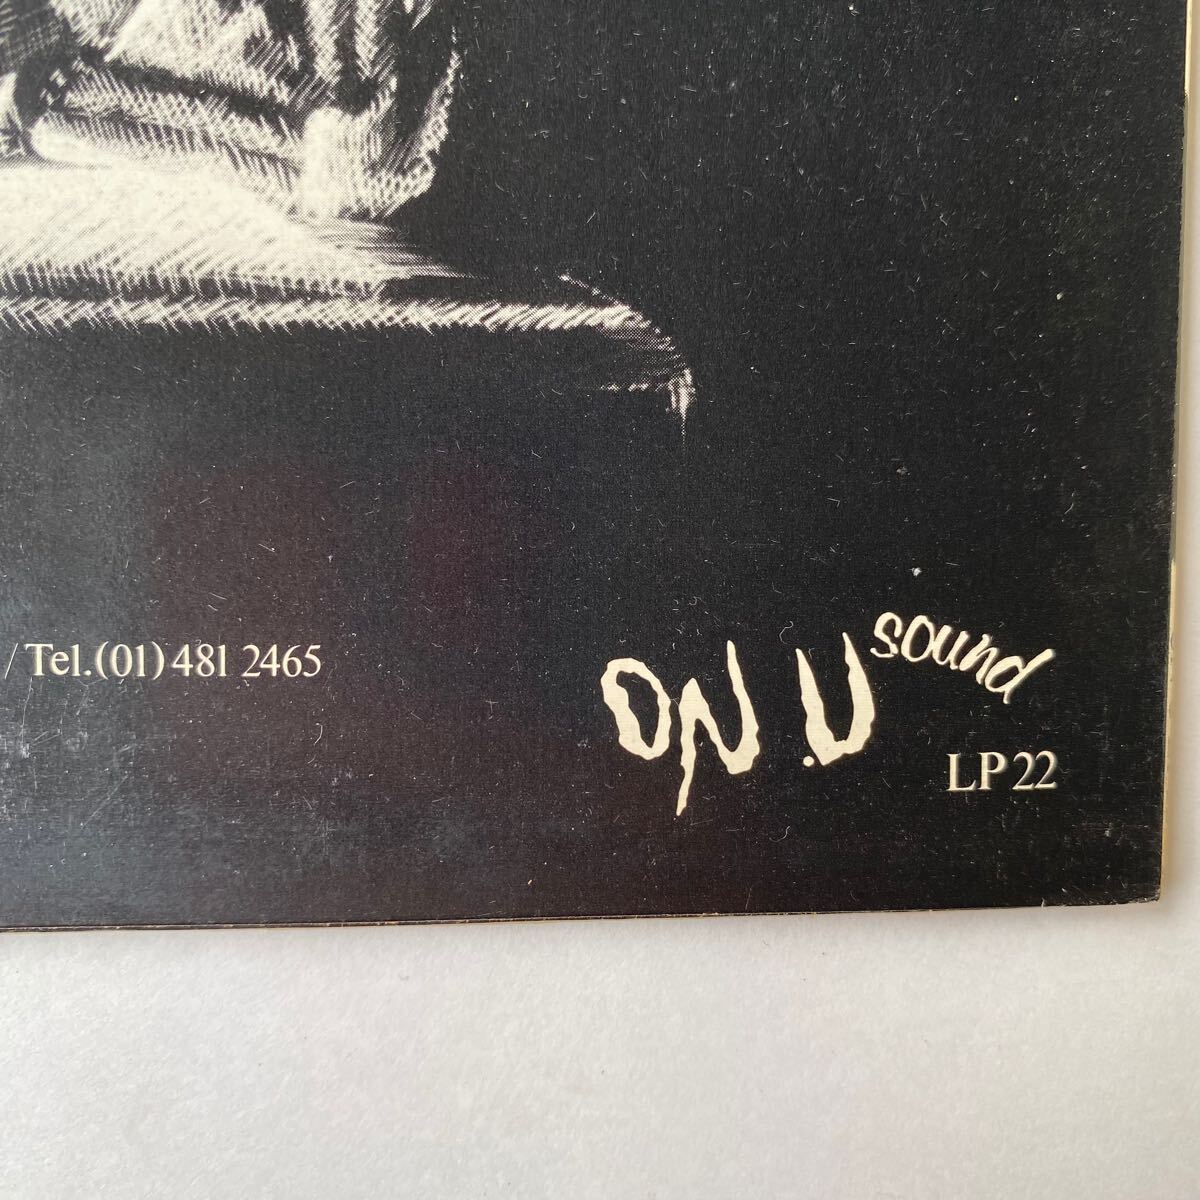 / Tel.(01) 481 2465
ON.U sound
LP 22